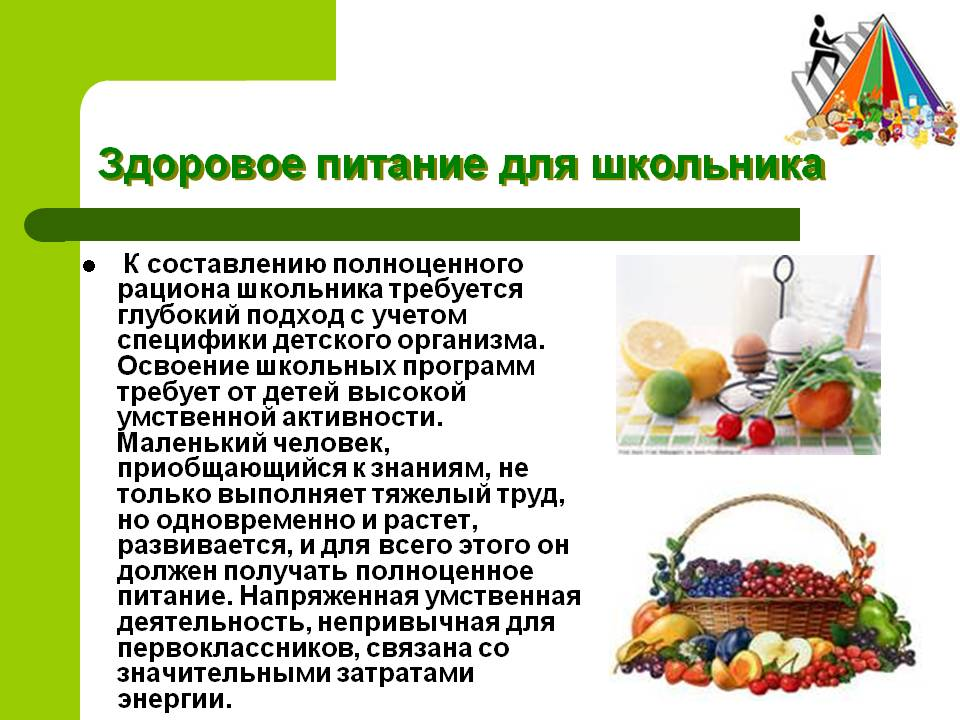 Здоровое питание для школьника
К составлению полноценного
рациона школьника требуется
глубокий подход с учетом
специфики детского организма.
Освоение школьных программ
требует от детей высокой
умственной активности.
Маленький человек,
приобщающийся к знаниям, не
только выполняет тяжелый труд,
но одновременно и растет,
развивается, и для всего этого он
должен получать полноценное
питание. Напряженная умственная
деятельность, непривычная для
первоклассников, связана со
значительными затратами
энергии.